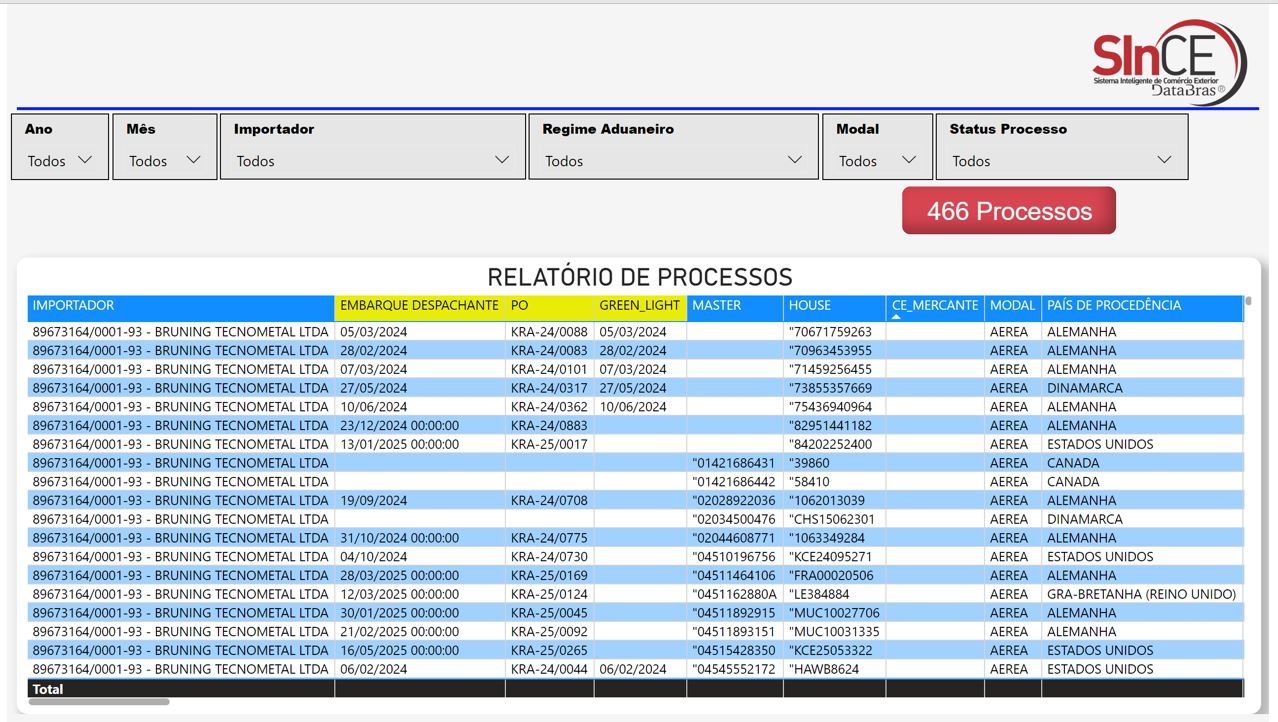 SInCE
Sistema Inteligente de Comércio Exterior
DataBras®
Ano Mês Importador Regime Aduaneiro Modal Status Processo
Todos Todos Todos Todos Todos Todos
466 Processos
RELATÓRIO DE PROCESSOS
IMPORTADOR EMBARQUE DESPACHANTE PO GREEN_LIGHT MASTER HOUSE CE_MERCANTE MODAL PAÍS DE PROCEDÊNCIA
89673164/0001-93 - BRUNING TECNOMETAL LTDA 05/03/2024 KRA-24/0088 05/03/2024 "70671759263 AEREA ALEMANHA
89673164/0001-93 - BRUNING TECNOMETAL LTDA 28/02/2024 KRA-24/0083 28/02/2024 "70963453955 AEREA ALEMANHA
89673164/0001-93 - BRUNING TECNOMETAL LTDA 07/03/2024 KRA-24/0101 07/03/2024 "71459256455 AEREA ALEMANHA
89673164/0001-93 - BRUNING TECNOMETAL LTDA 27/05/2024 KRA-24/0317 27/05/2024 "73855357669 AEREA DINAMARCA
89673164/0001-93 - BRUNING TECNOMETAL LTDA 10/06/2024 KRA-24/0362 10/06/2024 "75436940964 AEREA ALEMANHA
89673164/0001-93 - BRUNING TECNOMETAL LTDA 23/12/2024 00:00:00 KRA-24/0883 "82951441182 AEREA ALEMANHA
89673164/0001-93 - BRUNING TECNOMETAL LTDA 13/01/2025 00:00:00 KRA-25/0017 "84202252400 AEREA ESTADOS UNIDOS
89673164/0001-93 - BRUNING TECNOMETAL LTDA "01421686431 "39860 AEREA CANADA
89673164/0001-93 - BRUNING TECNOMETAL LTDA "01421686442 "58410 AEREA CANADA
89673164/0001-93 - BRUNING TECNOMETAL LTDA 19/09/2024 KRA-24/0708 "02028922036 "1062013039 AEREA ALEMANHA
89673164/0001-93 - BRUNING TECNOMETAL LTDA "02034500476 "CHS15062301 AEREA DINAMARCA
89673164/0001-93 - BRUNING TECNOMETAL LTDA 31/10/2024 00:00:00 KRA-24/0775 "02044608771 "1063349284 AEREA ALEMANHA
89673164/0001-93 - BRUNING TECNOMETAL LTDA 04/10/2024 KRA-24/0730 "04510196756 "KCE24095271 AEREA ESTADOS UNIDOS
89673164/0001-93 - BRUNING TECNOMETAL LTDA 28/03/2025 00:00:00 KRA-25/0169 "04511464106 "FRA00020506 AEREA ALEMANHA
89673164/0001-93 - BRUNING TECNOMETAL LTDA 12/03/2025 00:00:00 KRA-25/0124 "0451162880A "LE384884 AEREA GRA-BRETANHA (REINO UNIDO)
89673164/0001-93 - BRUNING TECNOMETAL LTDA 30/01/2025 00:00:00 KRA-25/0045 "04511892915 "MUC10027706 AEREA ALEMANHA
89673164/0001-93 - BRUNING TECNOMETAL LTDA 21/02/2025 00:00:00 KRA-25/0092 "04511893151 "MUC10031335 AEREA ALEMANHA
89673164/0001-93 - BRUNING TECNOMETAL LTDA 16/05/2025 00:00:00 KRA-25/0265 "04515428350 "KCE25053322 AEREA ESTADOS UNIDOS
89673164/0001-93 - BRUNING TECNOMETAL LTDA 06/02/2024 KRA-24/0044 06/02/2024 "04545552172 "HAWB8624 AEREA ESTADOS UNIDOS
Total